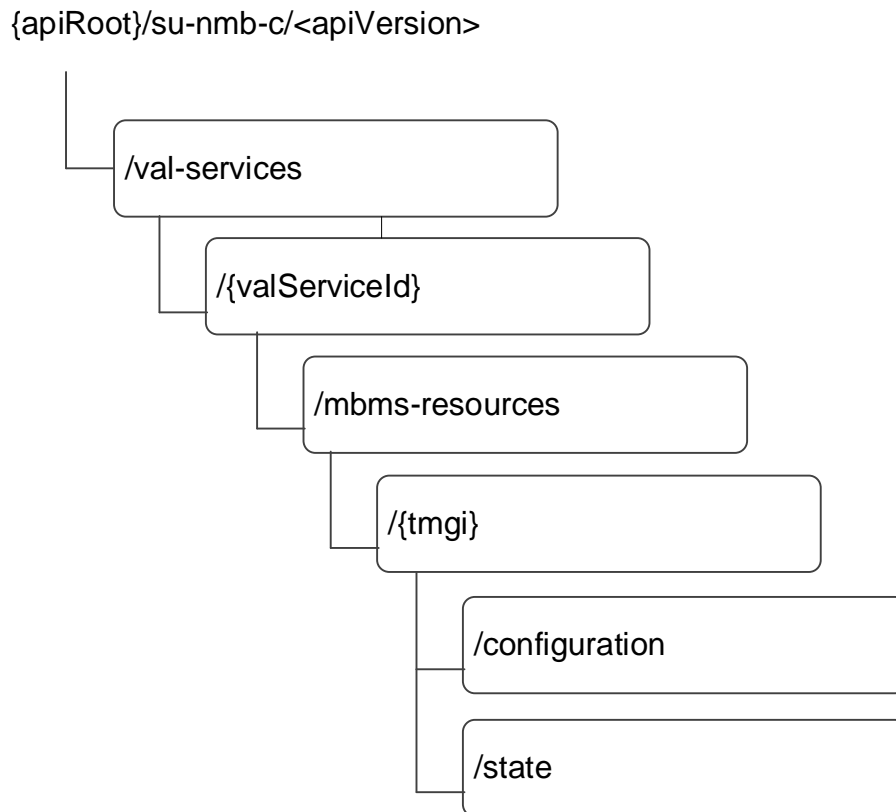 {apiRoot}/su-nmb-c/<apiVersion>
/val-services
/{valServiceId}
/mbms-resources
/{tmgi}
/configuration
/state